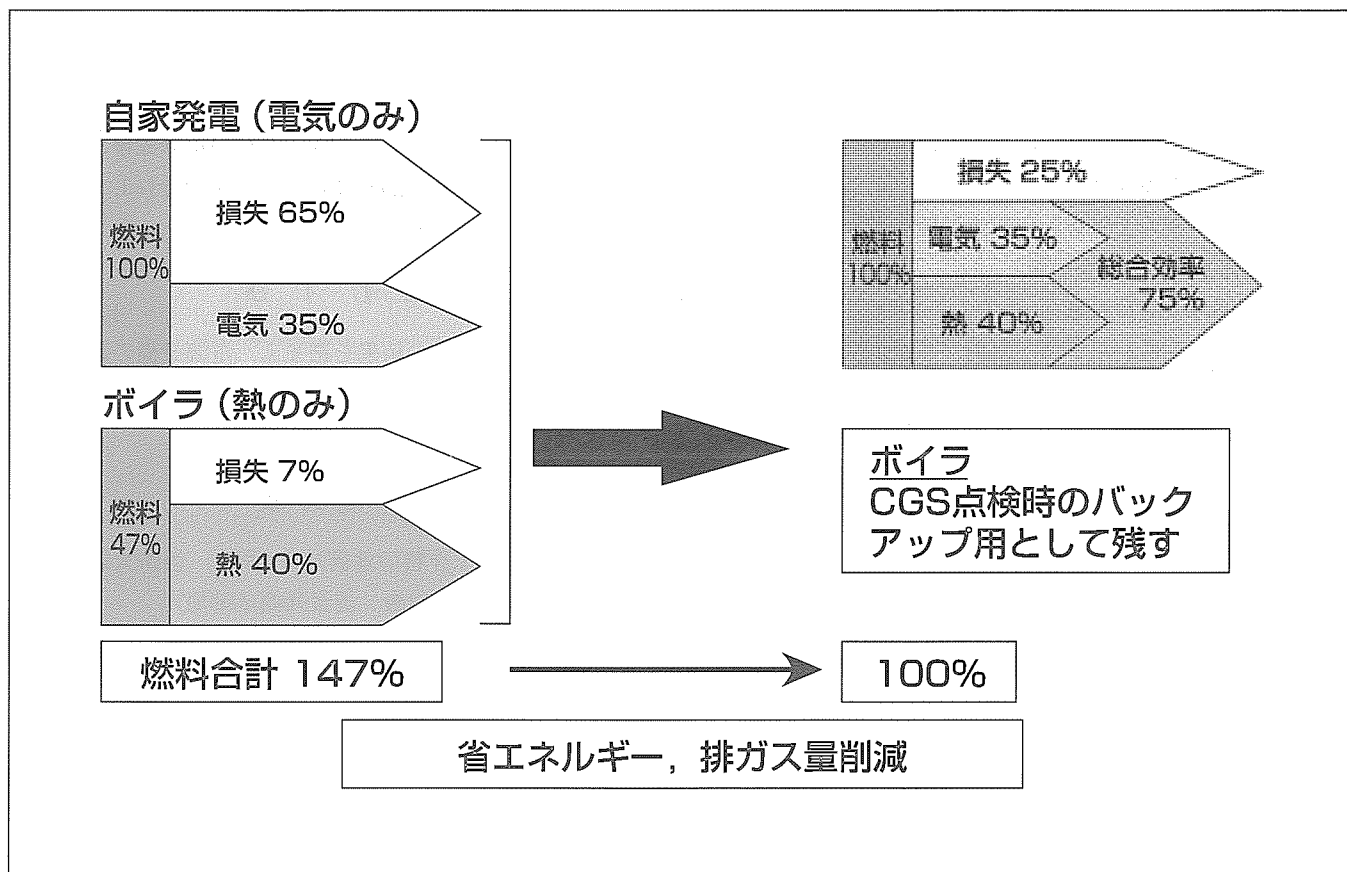 自家発電（電気のみ）
燃料
100%
損失 65%
電気 35%
ボイラ（熱のみ）
燃料
47%
損失 7%
熱 40%
燃料合計 147%
損失 25%
燃料
100%
電気 35%
熱 40%
総合効率
75%
ボイラ
CGS点検時のバック
アップ用として残す
100%
省エネルギー，排ガス量削減